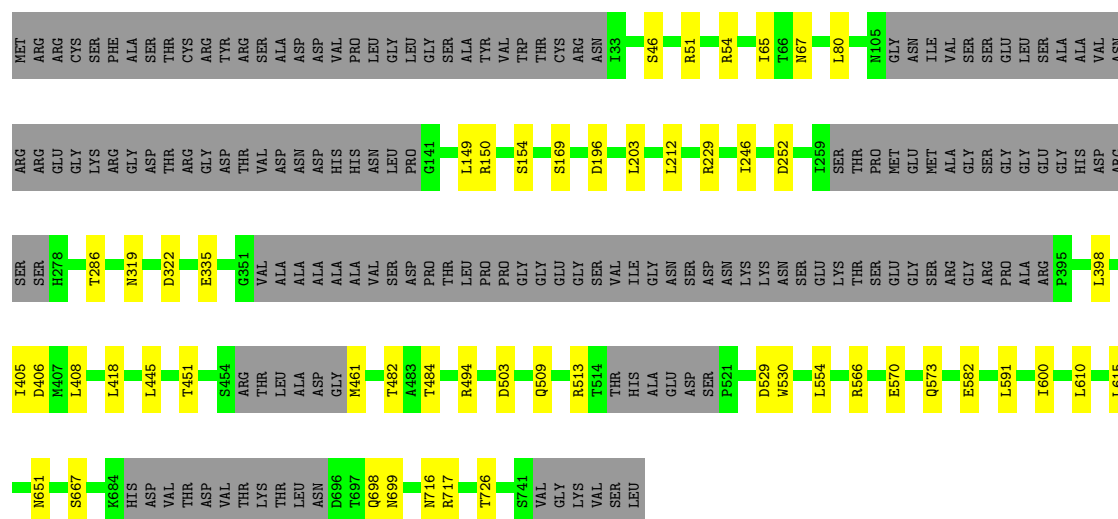 MET ARG ARG CYS SER PHE ALA SER THR CYS ARG TYR ARG SER ALA ASP ASP VAL PRO LEU GLY LEU GLY SER ALA TYR VAL TRP THR CYS ARG ASN I33 S46 R51 R54 I65 T66 N67 L80 N105 GLY ASN ILE VAL SER SER GLU LEU SER ALA ALA VAL ASN
ARG ARG GLU GLY LYS ARG GLY ASP THR ARG GLY ASP THR VAL ASP ASN ASP HIS HIS ASN LEU PRO G141 L149 R150 S154 S169 D196 L203 L212 R229 I246 D252 I259 SER THR PRO MET GLU MET ALA GLY SER GLY GLY GLU GLY HIS ASP ARG
SER SER H278 T286 N319 D322 E335 G351 VAL ALA ALA ALA ALA ALA VAL SER ASP PRO THR LEU PRO PRO GLY GLY GLU GLY SER VAL ILE GLY ASN SER ASP ASN LYS LYS ASN SER GLU LYS THR SER GLU GLY SER ARG GLY ARG PRO ALA ARG P395 L398
I405 D406 M407 L408 L418 L445 T451 S454 ARG THR LEU ALA ASP GLY M461 T482 A483 T484 R494 D503 Q509 R513 T514 THR HIS ALA GLU ASP SER P521 D529 W530 L554 R566 E570 Q573 E582 L591 I600 L610 L615
N651 S667 K684 HIS ASP VAL THR ASP VAL THR LYS THR LEU ASN D696 T697 Q698 N699 N716 R717 T726 S741 VAL GLY LYS VAL SER LEU